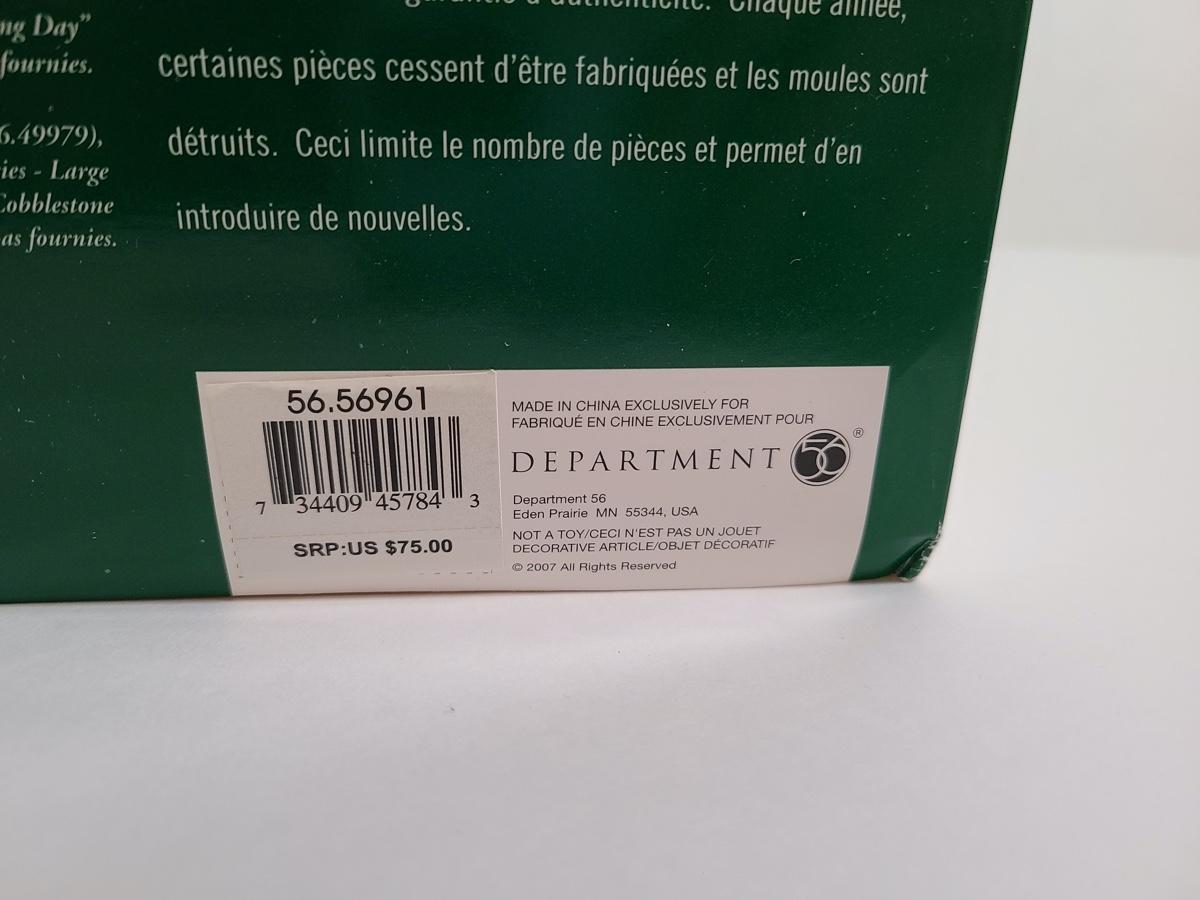 ng Day”
fournies.
6.49979),
ies - Large
Cobblestone
as fournies.
garantie d’authenticité. Chaque année,
certaines pièces cessent d’être fabriquées et les moules sont
détruits. Ceci limite le nombre de pièces et permet d’en
introduire de nouvelles.
56.56961
7 34409 45784 3
SRP:US $75.00
MADE IN CHINA EXCLUSIVELY FOR
FABRIQUÉ EN CHINE EXCLUSIVEMENT POUR
DEPARTMENT 56 ®
Department 56
Eden Prairie MN 55344, USA
NOT A TOY/CECI N'EST PAS UN JOUET
DECORATIVE ARTICLE/OBJET DÉCORATIF
© 2007 All Rights Reserved